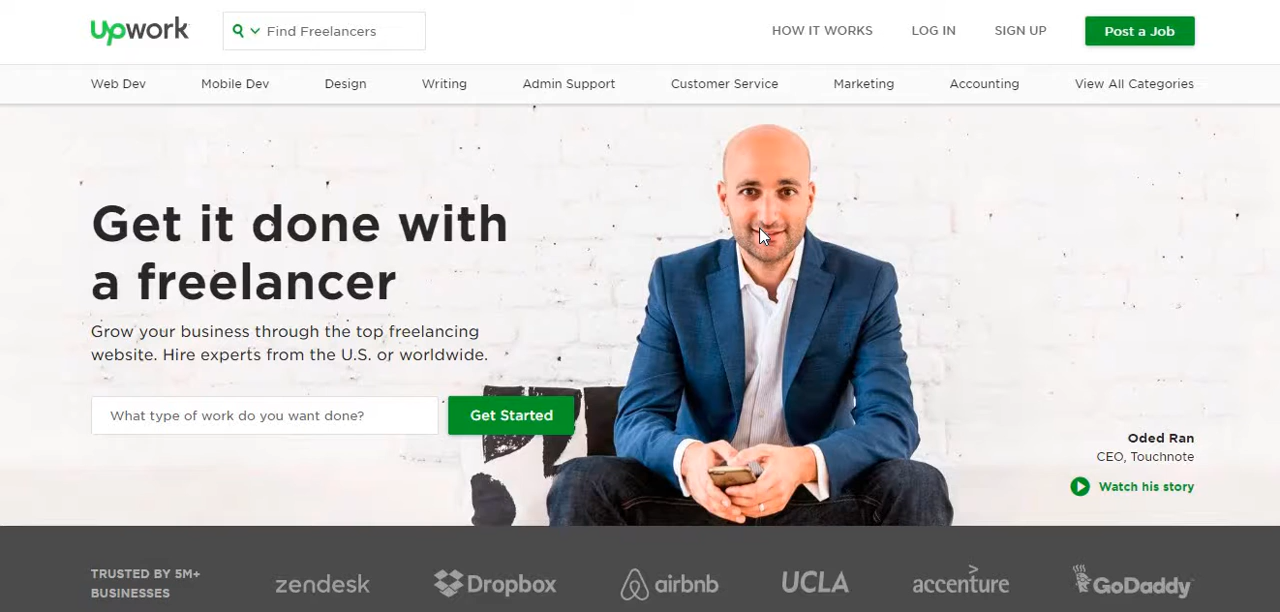 upwork
Find Freelancers
HOW IT WORKS
LOG IN
SIGN UP
Post a Job
Web Dev
Mobile Dev
Design
Writing
Admin Support
Customer Service
Marketing
Accounting
View All Categories
Get it done with
a freelancer
Grow your business through the top freelancing
website. Hire experts from the U.S. or worldwide.
What type of work do you want done?
Get Started
Oded Ran
CEO, Touchnote
Watch his story
TRUSTED BY 5M+
BUSINESSES
zendesk
Dropbox
airbnb
UCLA
accenture
GoDaddy